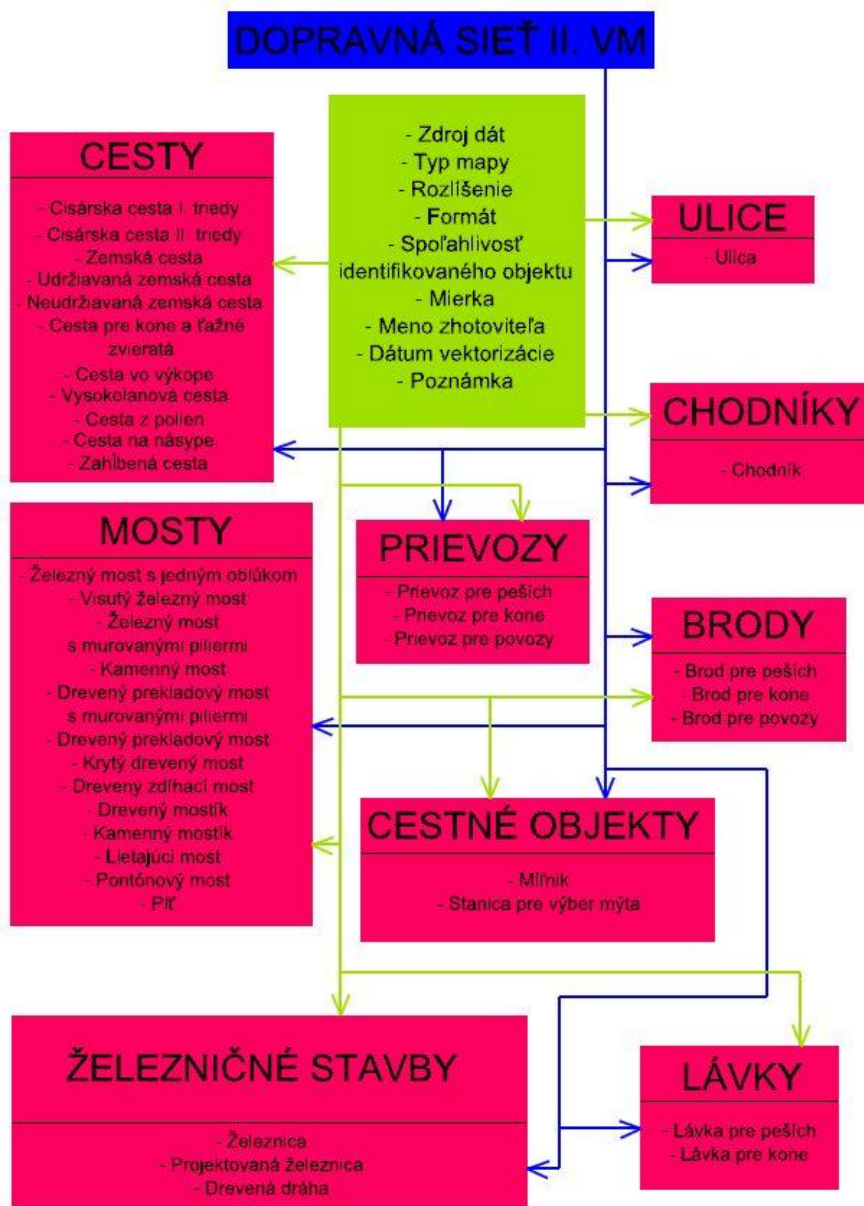 DOPRAVNÁ SIEŤ II. VM
- Zdroj dát
- Typ mapy
- Rozlíšenie
- Formát
- Spoľahlivosť
identifikovaného objektu
- Mierka
- Meno zhotoviteľa
- Dátum vektorizácie
- Poznámka
CESTY
- Cisárska cesta I. triedy
- Cisárska cesta II. triedy
- Zemská cesta
- Udržiavaná zemská cesta
- Neudržiavaná zemská cesta
- Cesta pre kone a ťažné
zvieratá
- Cesta vo výkope
- Vysokolanová cesta
- Cesta z polien
- Cesta na násype
- Zahĺbená cesta
ULICE
- Ulica
CHODNÍKY
- Chodník
MOSTY
- Železný most s jedným oblúkom
- Visutý železný most
- Železný most
s murovanými piliermi
- Kamenný most
- Drevený prekladový most
s murovanými piliermi
- Drevený prekladový most
- Krytý drevený most
- Drevený zdíhací most
- Drevený mostík
- Kamenný mostík
- Lietajúci most
- Pontónový most
- Plť
PRIEVOZY
- Prievoz pre peších
- Prievoz pre kone
- Prievoz pre povozy
BRODY
- Brod pre peších
- Brod pre kone
- Brod pre povozy
CESTNÉ OBJEKTY
- Míľnik
- Stanica pre výber mýta
ŽELEZNIČNÉ STAVBY
- Železnica
- Projektovaná železnica
- Drevená dráha
LÁVKY
- Lávka pre peších
- Lávka pre kone